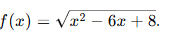 f(x) = √x² − 6x + 8.